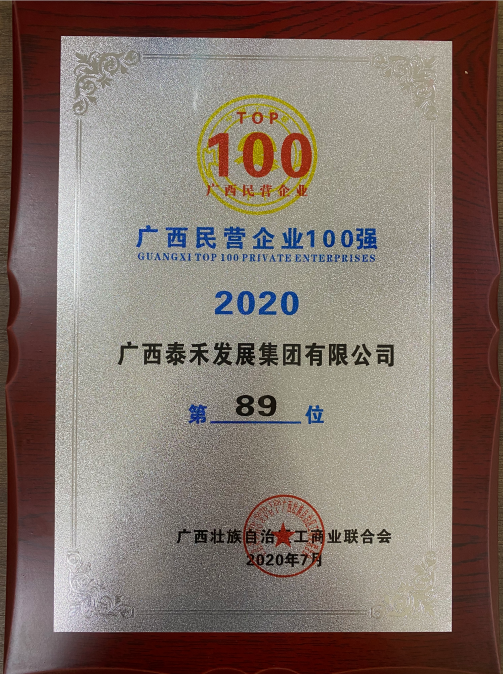 TOP
100
广西民营企业
广西民营企业100强
GUANGXI TOP 100 PRIVATE ENTERPRISES
2020
广西泰禾发展集团有限公司
第 89 位
广西壮族自治 工商业联合会
2020年7月